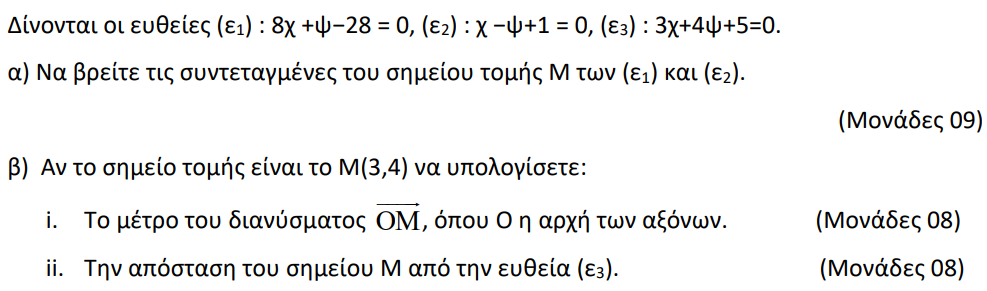 Δίνονται οι ευθείες (ε₁) : 8χ +ψ−28 = 0, (ε₂) : χ −ψ+1 = 0, (ε₃) : 3χ+4ψ+5=0.
α) Να βρείτε τις συντεταγμένες του σημείου τομής Μ των (ε₁) και (ε₂).
(Μονάδες 09)
β) Αν το σημείο τομής είναι το Μ(3,4) να υπολογίσετε:
i. Το μέτρο του διανύσματος $\overrightarrow{ΟΜ}$, όπου Ο η αρχή των αξόνων. (Μονάδες 08)
ii. Την απόσταση του σημείου Μ από την ευθεία (ε₃). (Μονάδες 08)